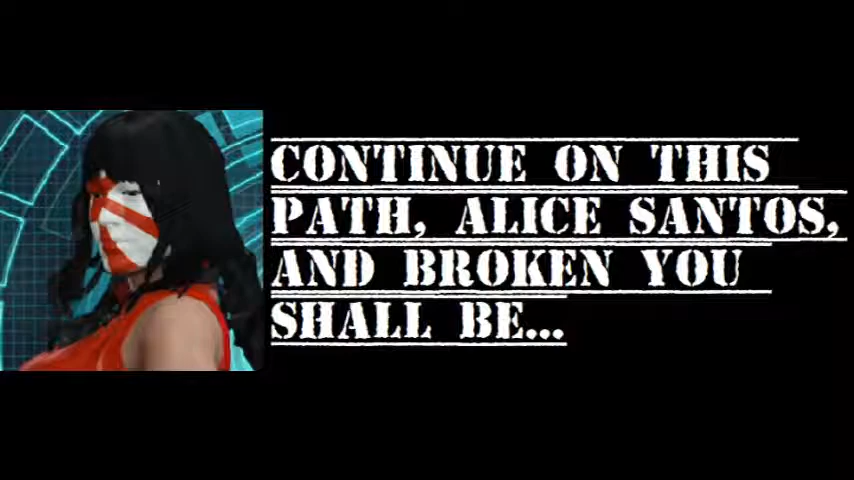 CONTINUE ON THIS
PATH, ALICE SANTOS,
AND BROKEN YOU
SHALL BE...